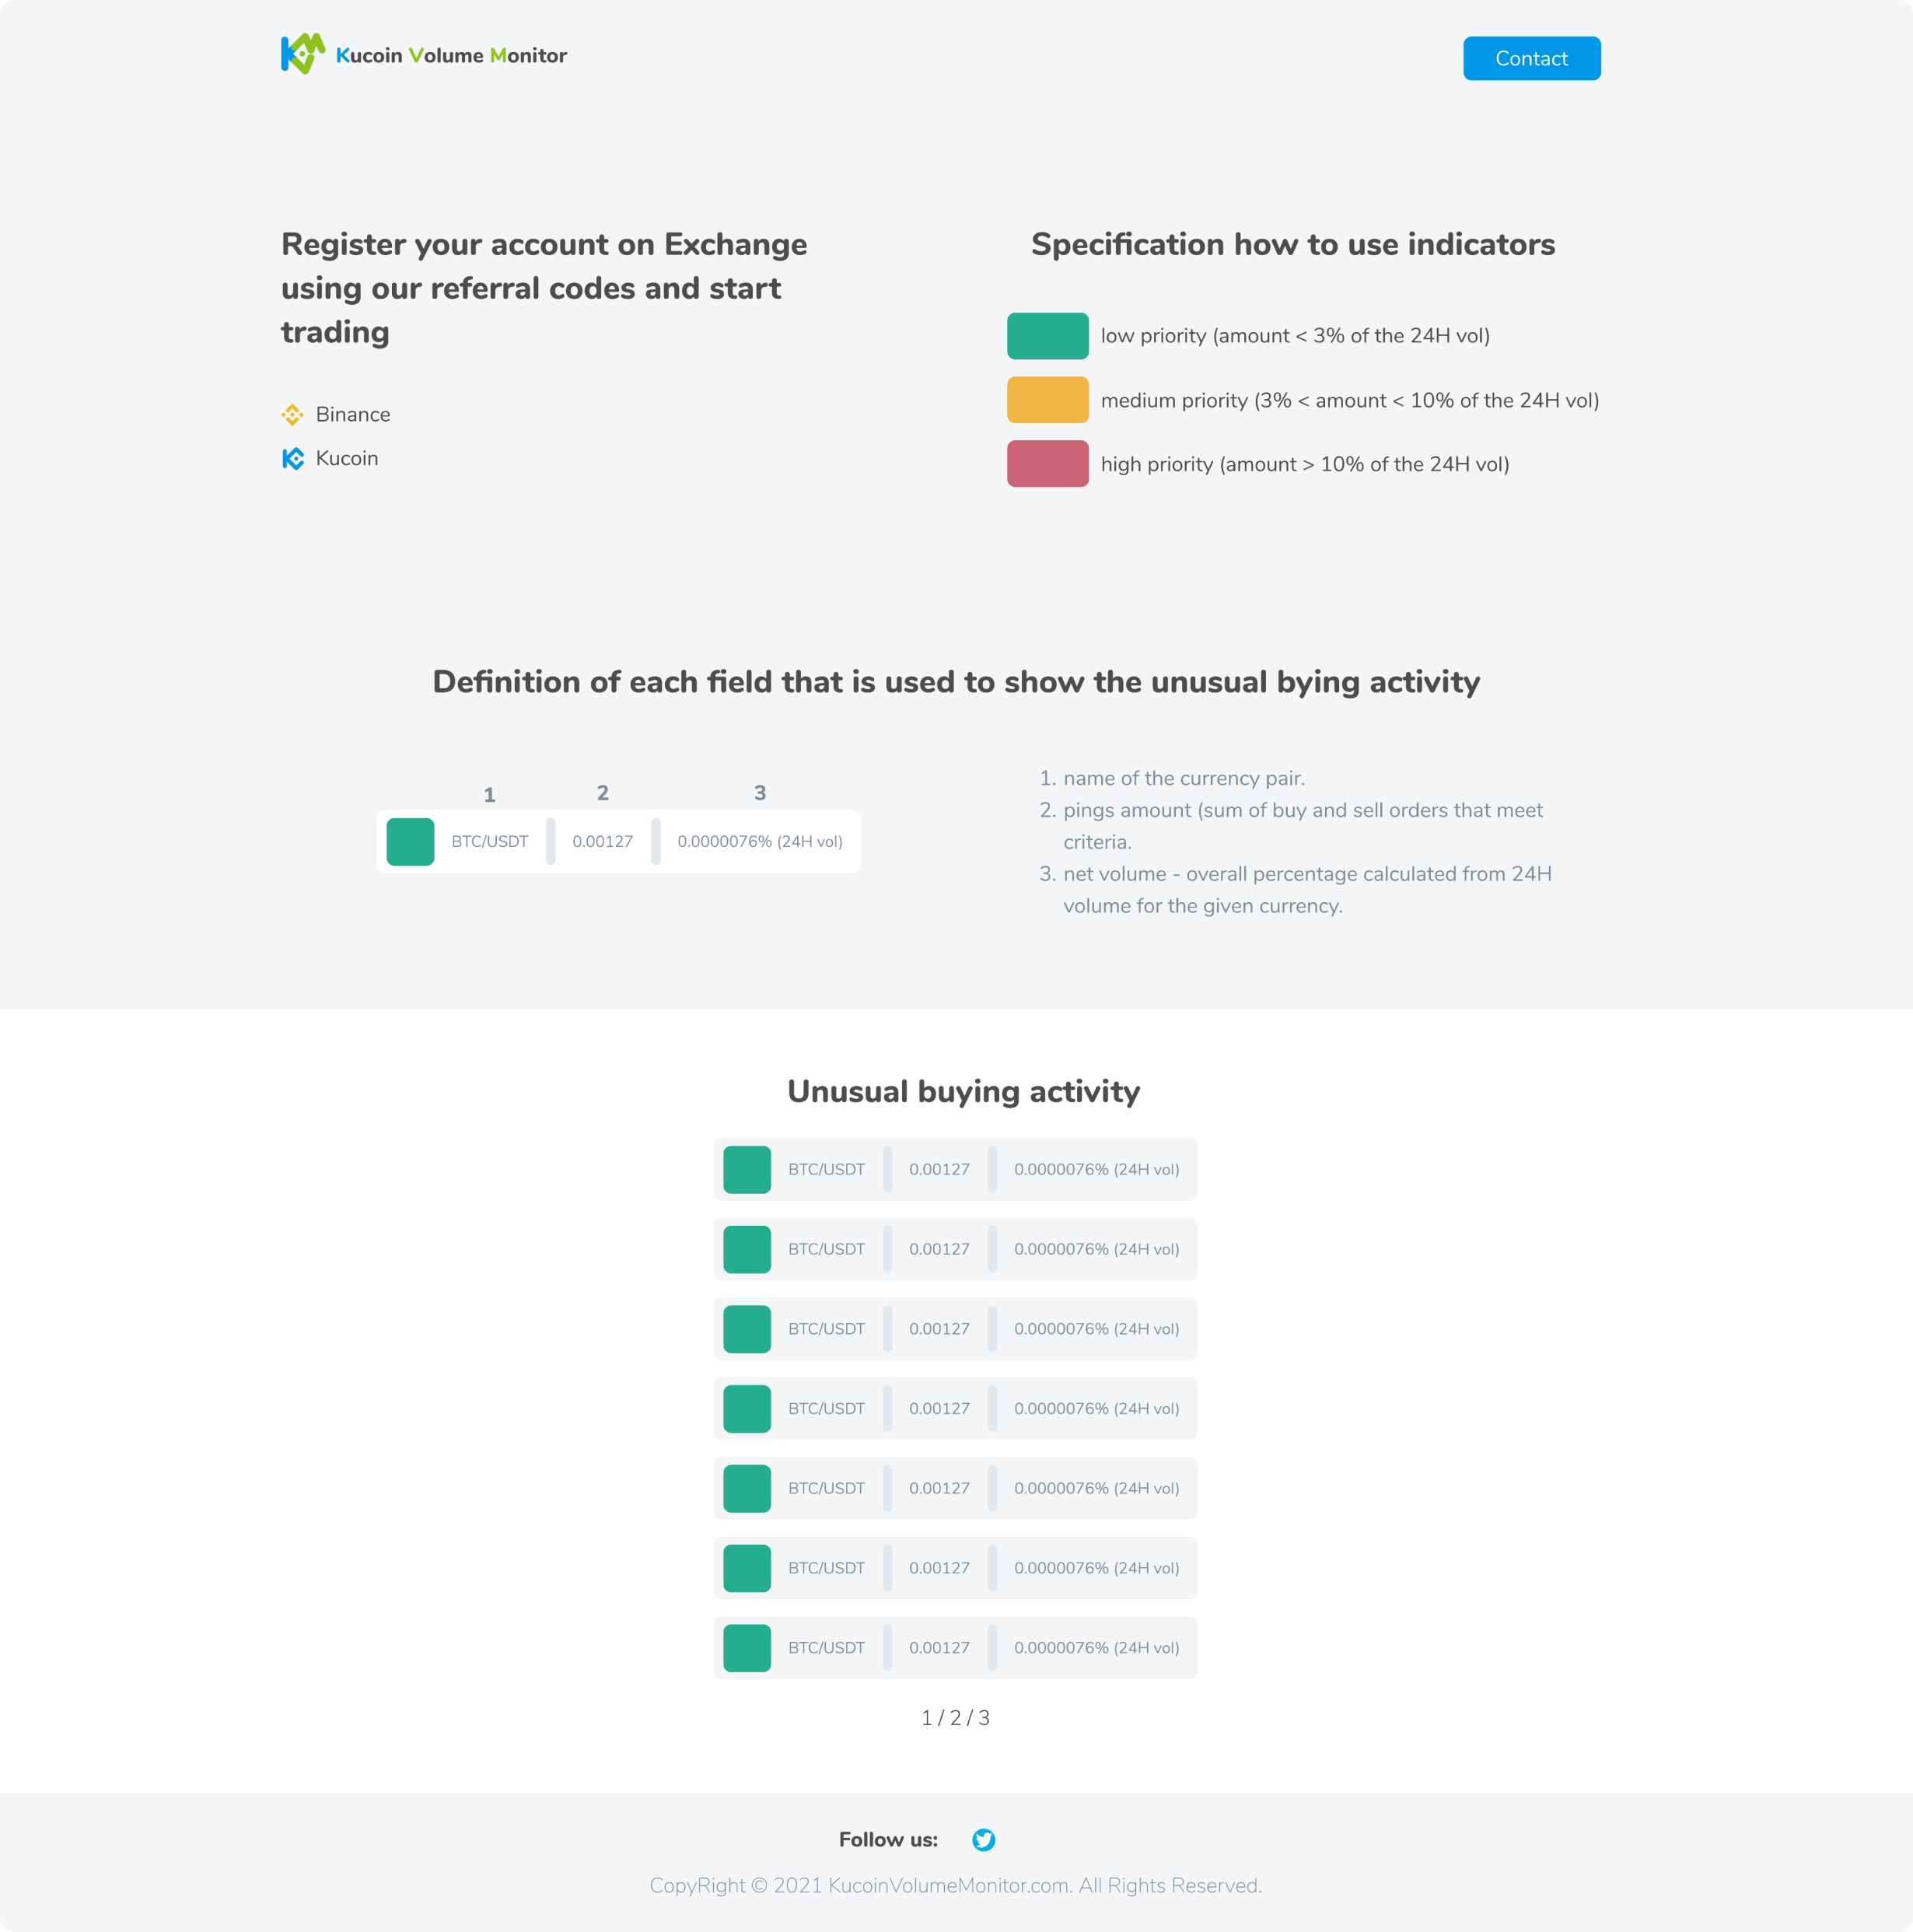 Kucoin Volume Monitor
Contact
Register your account on Exchange
using our referral codes and start
trading
Binance
Kucoin
Specification how to use indicators
low priority (amount < 3% of the 24H vol)
medium priority (3% < amount < 10% of the 24H vol)
high priority (amount > 10% of the 24H vol)
Definition of each field that is used to show the unusual bying activity
1 2 3
BTC/USDT 0.00127 0.0000076% (24H vol)
1. name of the currency pair.
2. pings amount (sum of buy and sell orders that meet
criteria.
3. net volume - overall percentage calculated from 24H
volume for the given currency.
Unusual buying activity
BTC/USDT 0.00127 0.0000076% (24H vol)
BTC/USDT 0.00127 0.0000076% (24H vol)
BTC/USDT 0.00127 0.0000076% (24H vol)
BTC/USDT 0.00127 0.0000076% (24H vol)
BTC/USDT 0.00127 0.0000076% (24H vol)
BTC/USDT 0.00127 0.0000076% (24H vol)
BTC/USDT 0.00127 0.0000076% (24H vol)
1 / 2 / 3
Follow us:
CopyRight © 2021 KucoinVolumeMonitor.com. All Rights Reserved.